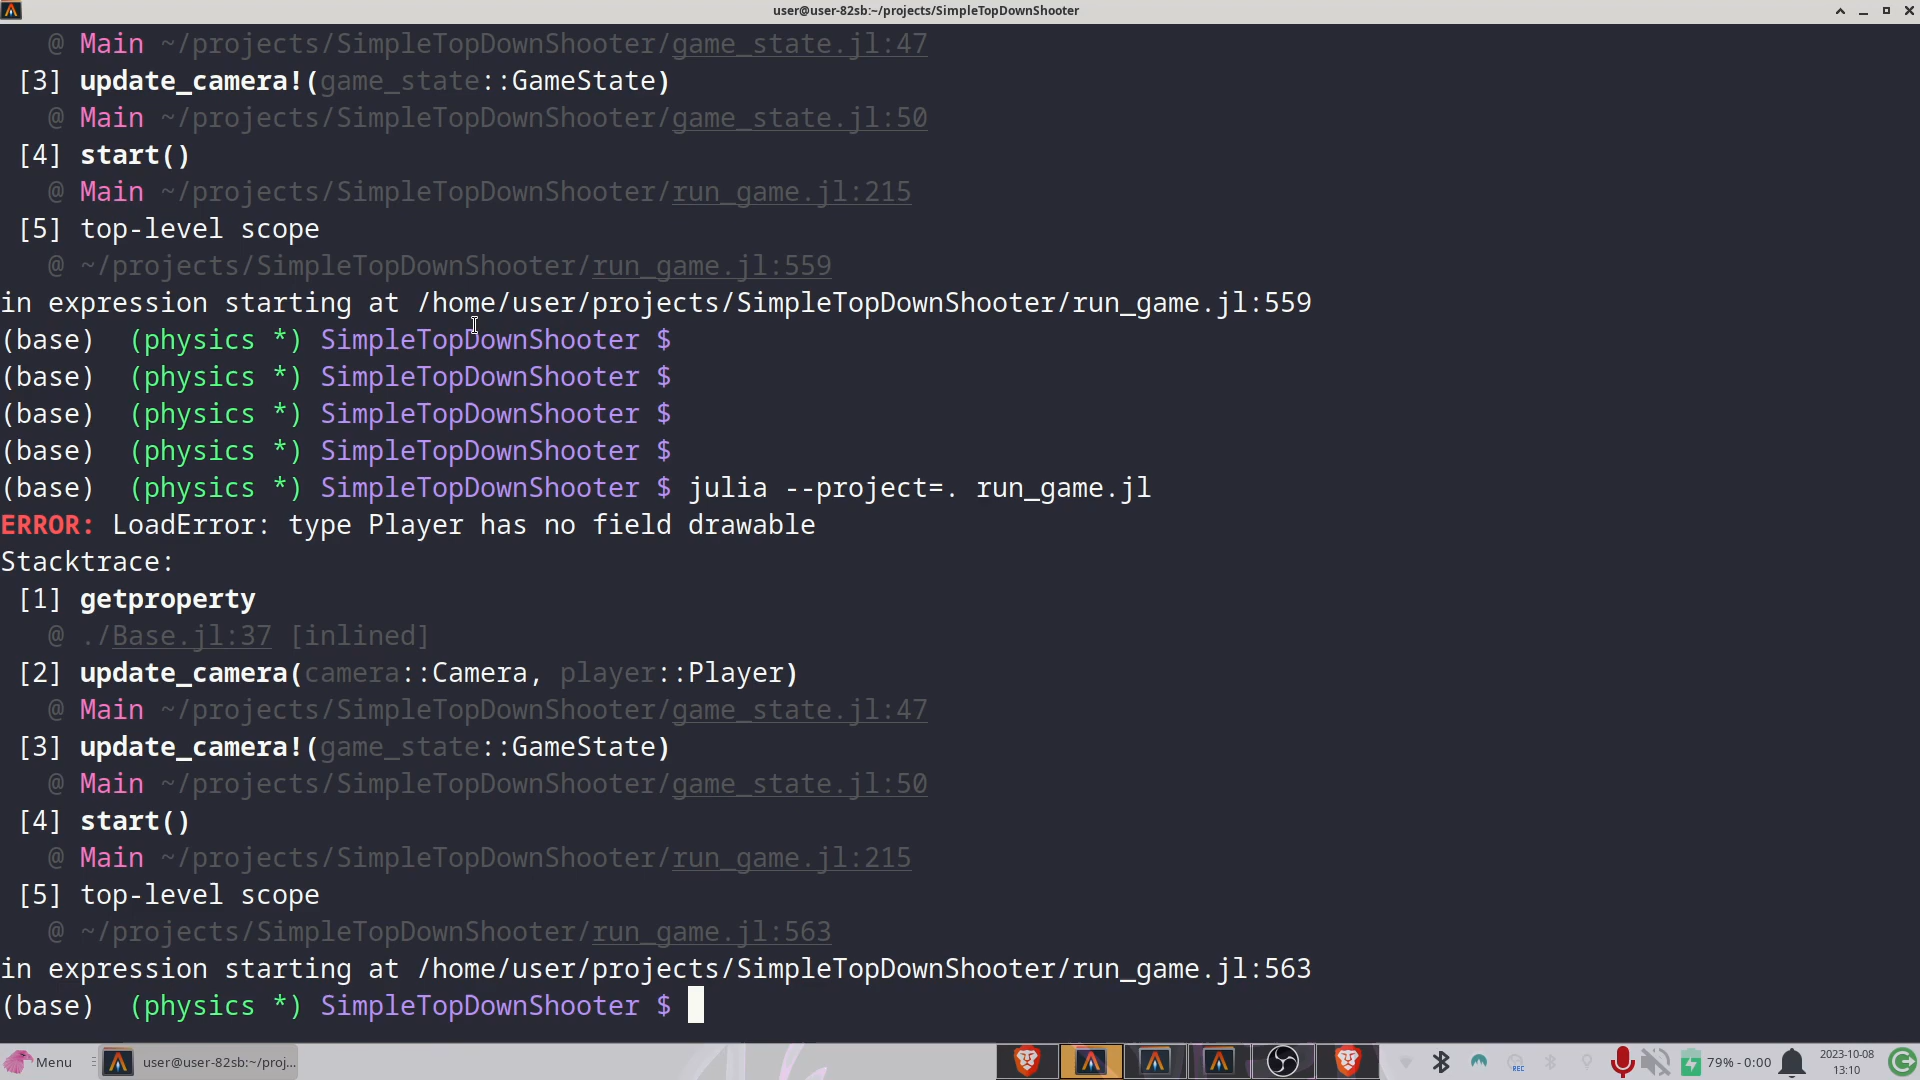 user@user-82sb:~/projects/SimpleTopDownShooter
@ Main ~/projects/SimpleTopDownShooter/game_state.jl:47
[3] update_camera!(game_state::GameState)
@ Main ~/projects/SimpleTopDownShooter/game_state.jl:50
[4] start()
@ Main ~/projects/SimpleTopDownShooter/run_game.jl:215
[5] top-level scope
@ ~/projects/SimpleTopDownShooter/run_game.jl:559
in expression starting at /home/user/projects/SimpleTopDownShooter/run_game.jl:559
(base)  (physics *) SimpleTopDownShooter $
(base)  (physics *) SimpleTopDownShooter $
(base)  (physics *) SimpleTopDownShooter $
(base)  (physics *) SimpleTopDownShooter $
(base)  (physics *) SimpleTopDownShooter $ julia --project=. run_game.jl
ERROR: LoadError: type Player has no field drawable
Stacktrace:
[1] getproperty
@ ./Base.jl:37 [inlined]
[2] update_camera(camera::Camera, player::Player)
@ Main ~/projects/SimpleTopDownShooter/game_state.jl:47
[3] update_camera!(game_state::GameState)
@ Main ~/projects/SimpleTopDownShooter/game_state.jl:50
[4] start()
@ Main ~/projects/SimpleTopDownShooter/run_game.jl:215
[5] top-level scope
@ ~/projects/SimpleTopDownShooter/run_game.jl:563
in expression starting at /home/user/projects/SimpleTopDownShooter/run_game.jl:563
(base)  (physics *) SimpleTopDownShooter $
Menu
user@user-82sb:~/proj...
REC
79% - 0:00
2023-10-08
13:10